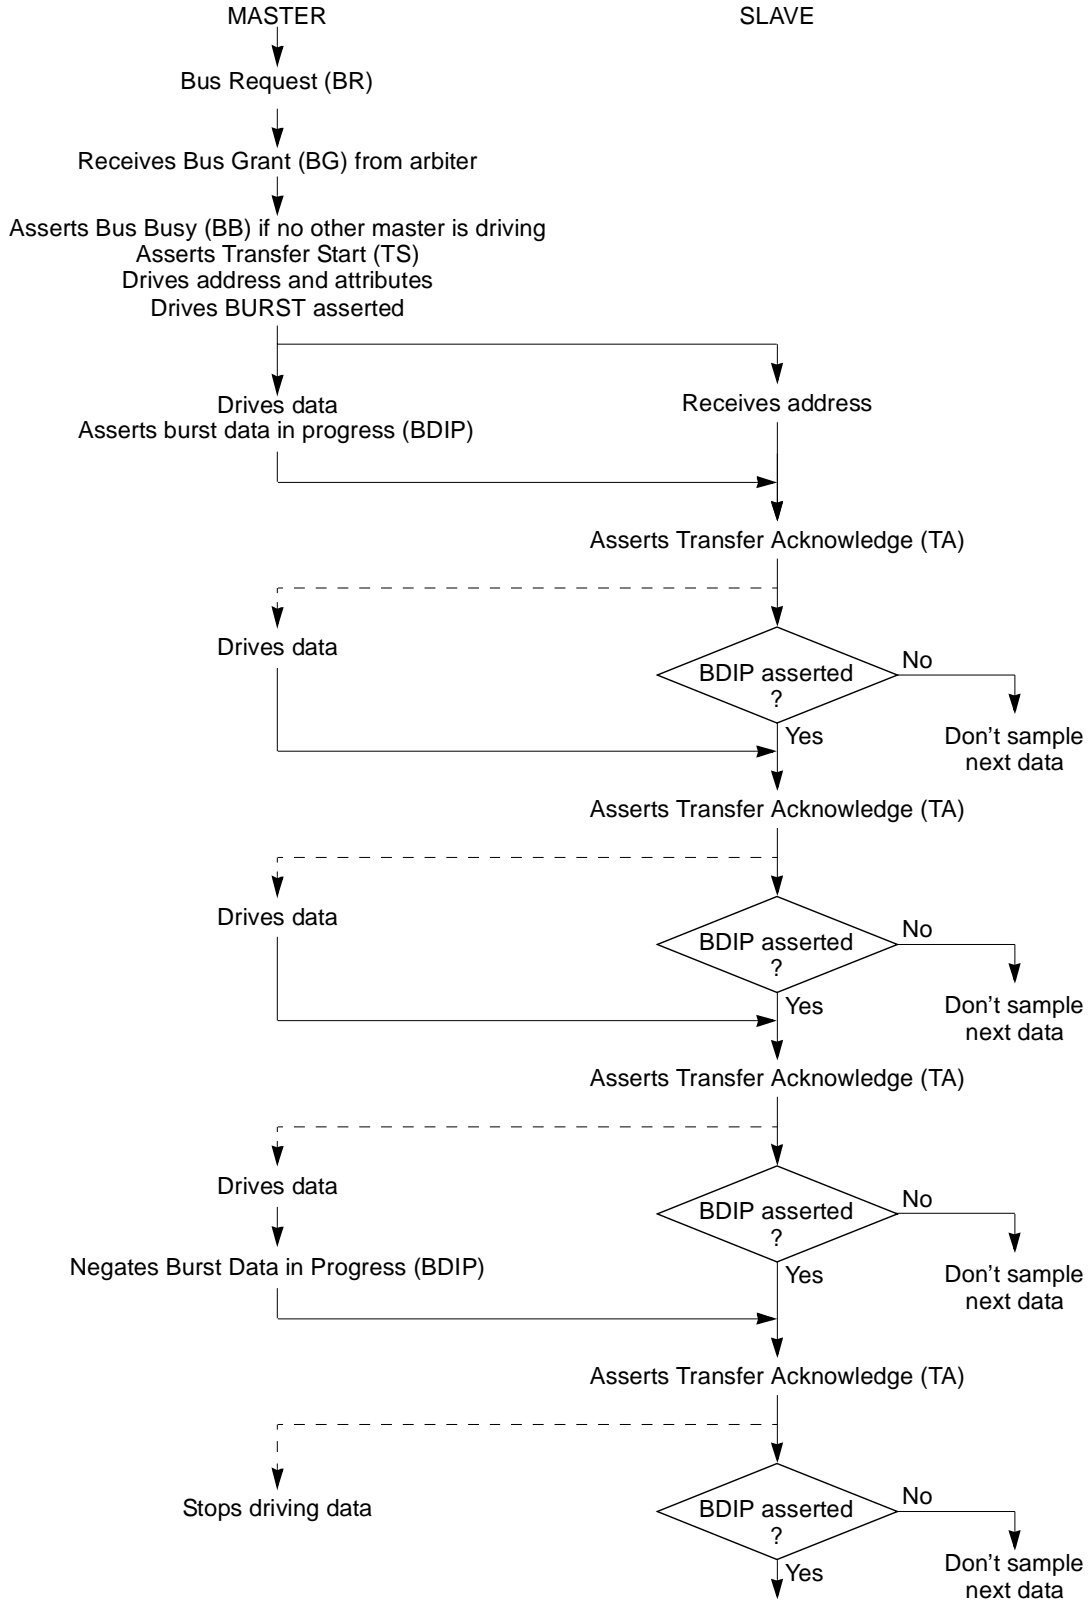 MASTER
SLAVE
Bus Request (BR)
Receives Bus Grant (BG) from arbiter
Asserts Bus Busy (BB) if no other master is driving
Asserts Transfer Start (TS)
Drives address and attributes
Drives BURST asserted
Drives data
Asserts burst data in progress (BDIP)
Receives address
Asserts Transfer Acknowledge (TA)
Drives data
BDIP asserted
?
No
Yes
Don’t sample
next data
Asserts Transfer Acknowledge (TA)
Drives data
BDIP asserted
?
No
Yes
Don’t sample
next data
Asserts Transfer Acknowledge (TA)
Drives data
Negates Burst Data in Progress (BDIP)
BDIP asserted
?
No
Yes
Don’t sample
next data
Asserts Transfer Acknowledge (TA)
Stops driving data
BDIP asserted
?
No
Yes
Don’t sample
next data